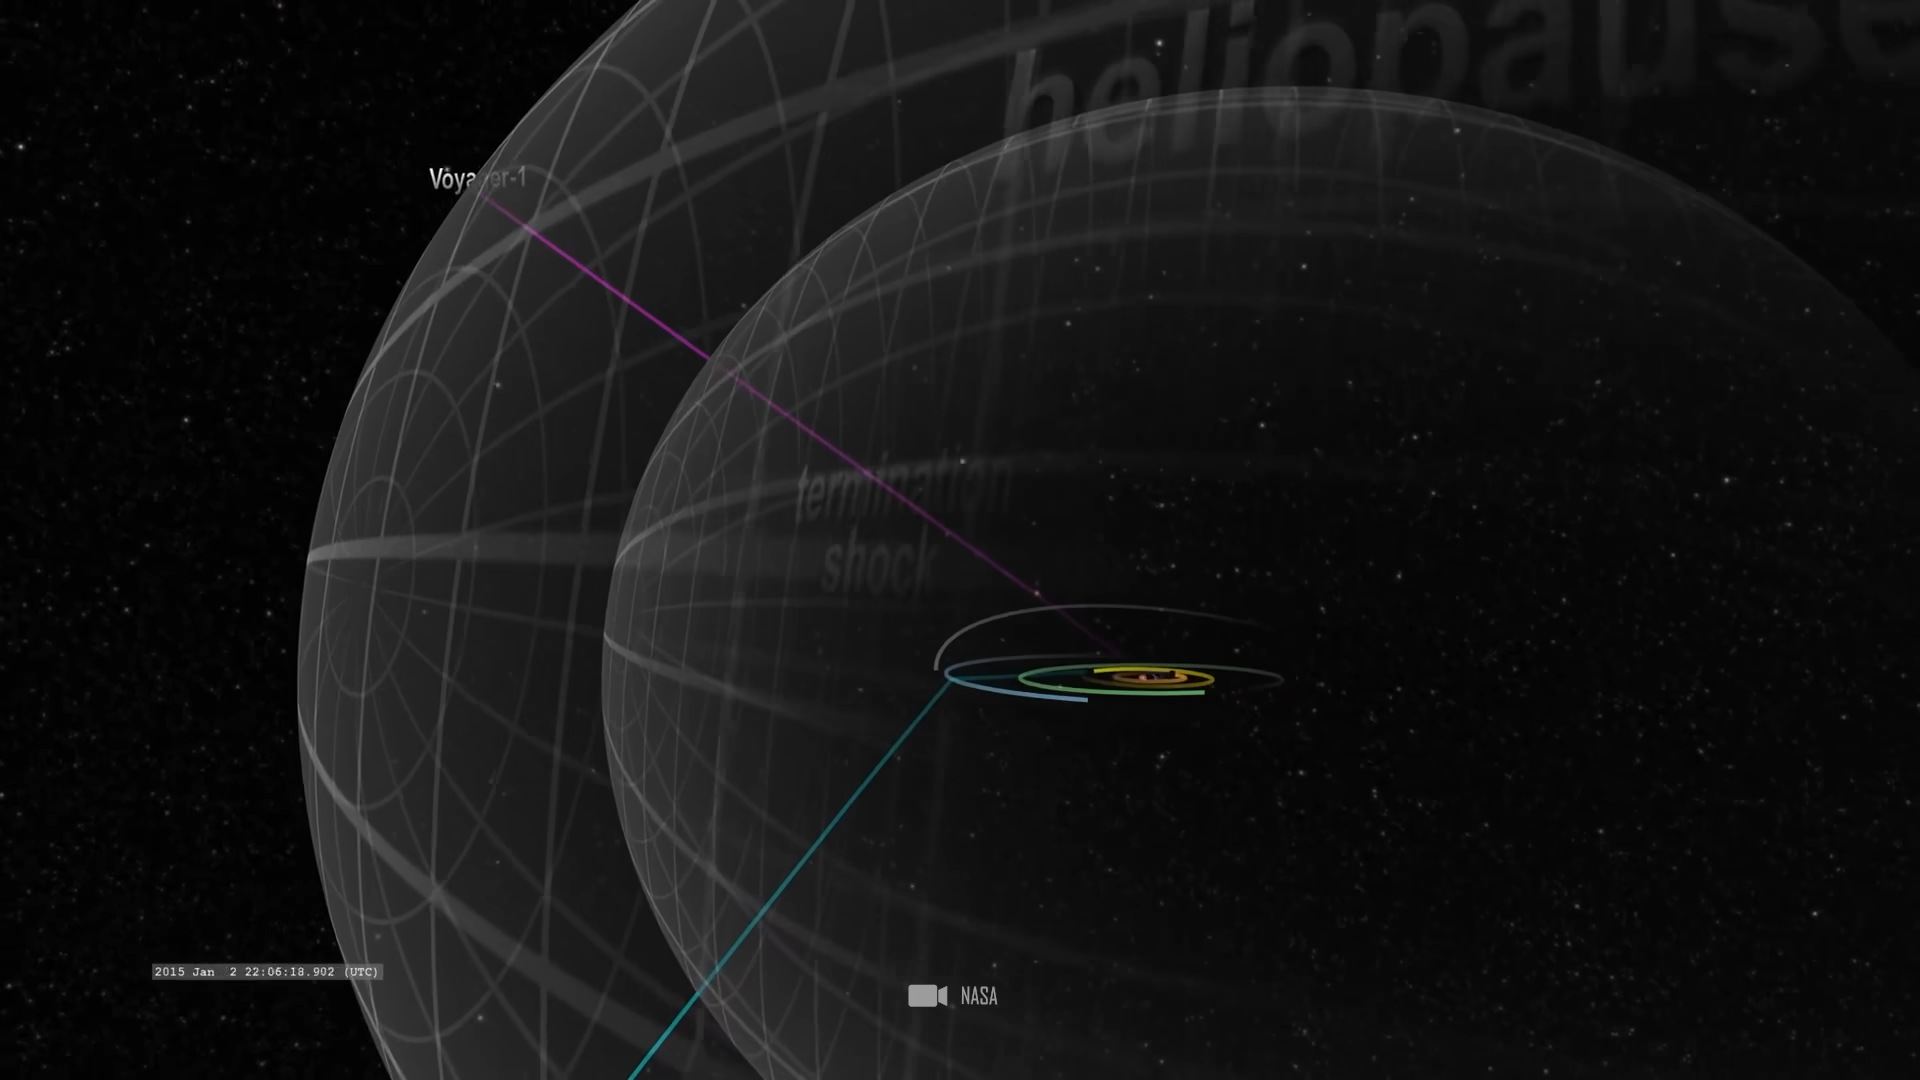 heliopause
Voyager-1
termination
shock
2015 Jan  2 22:06:18.902 (UTC)
NASA